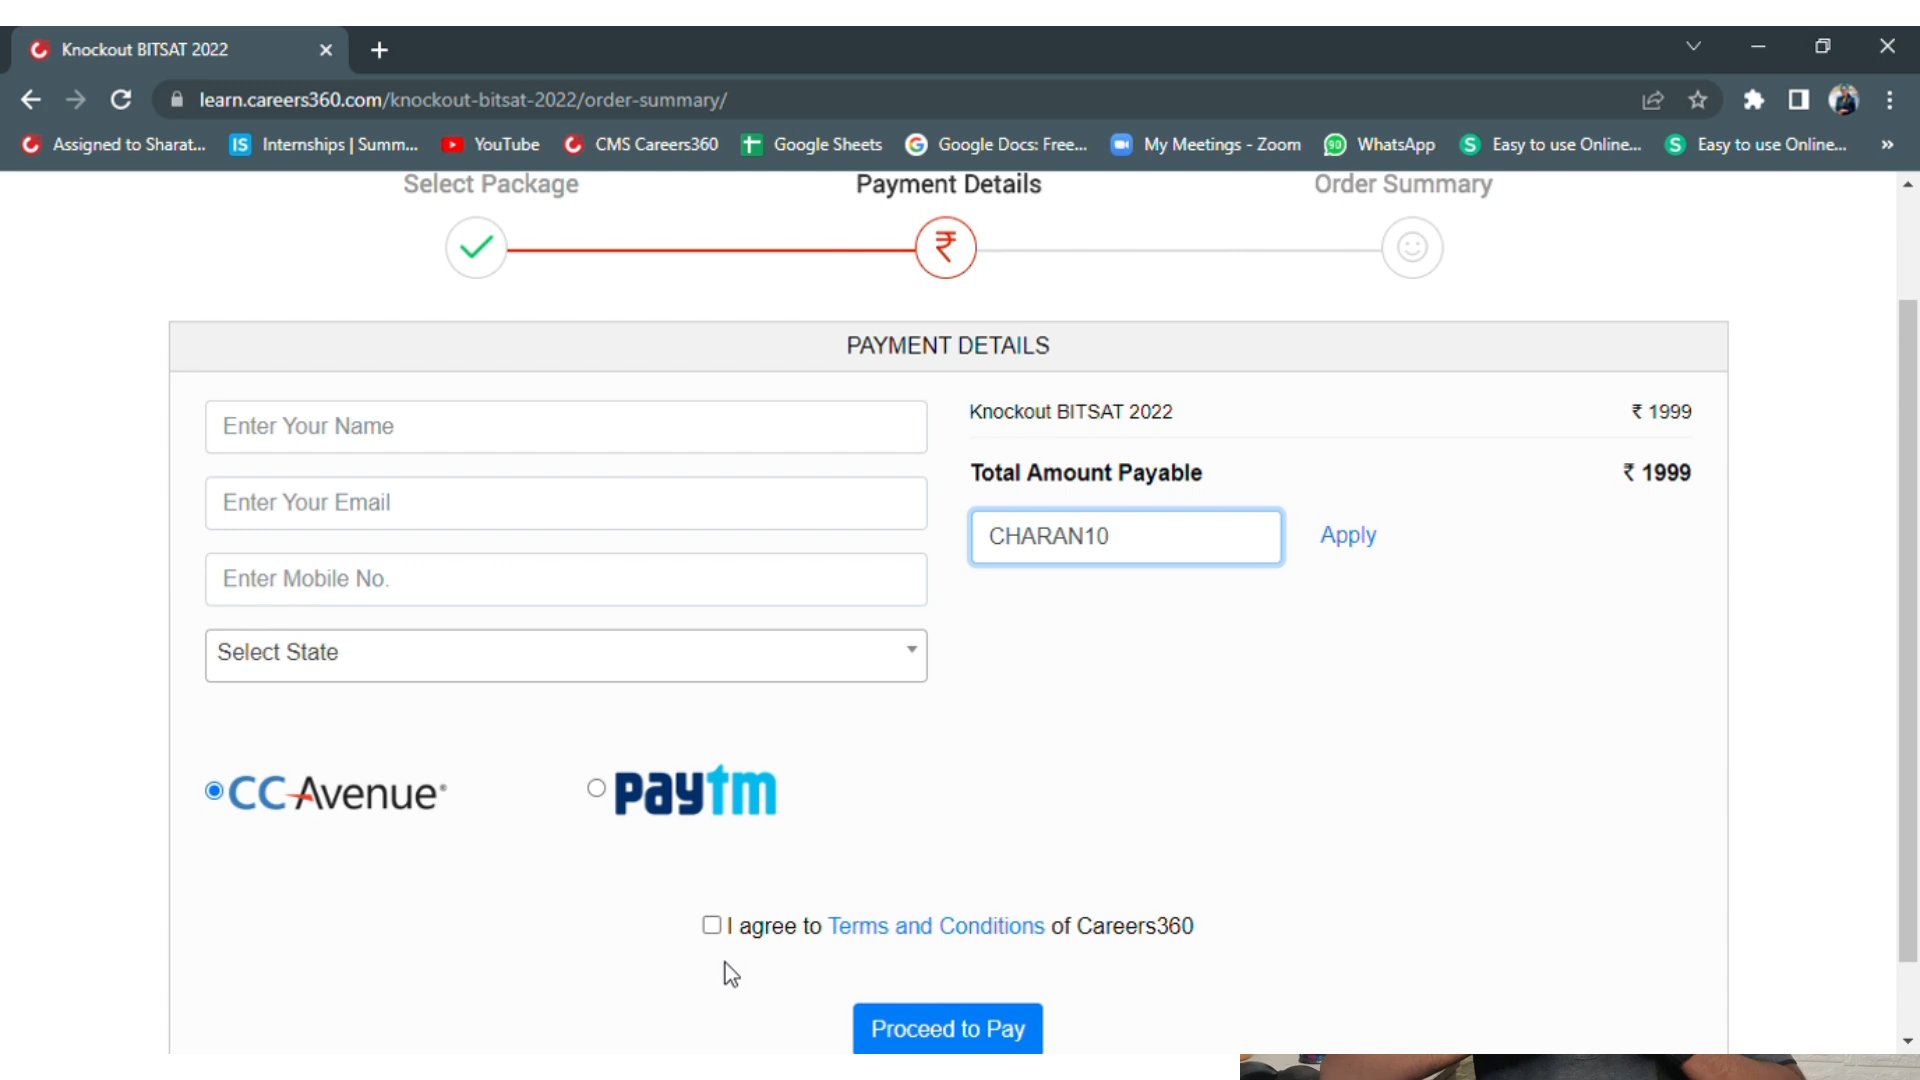 Knockout BITSAT 2022
learn.careers360.com/knockout-bitsat-2022/order-summary/
Assigned to Sharat... IS Internships | Summ... YouTube CMS Careers360 Google Sheets Google Docs: Free... My Meetings - Zoom 90 WhatsApp S Easy to use Online... S Easy to use Online... »
Select Package Payment Details Order Summary
₹
PAYMENT DETAILS
Enter Your Name
Enter Your Email
Enter Mobile No.
Select State
Knockout BITSAT 2022 ₹ 1999
Total Amount Payable ₹ 1999
CHARAN10 Apply
CCAvenue® paytm
I agree to Terms and Conditions of Careers360
Proceed to Pay